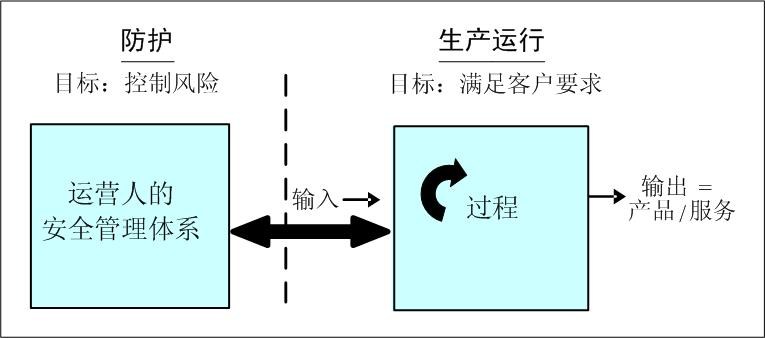 防护
目标：控制风险
运营人的
安全管理体系
生产运行
目标：满足客户要求
输入
过程
输出 =
产品/服务